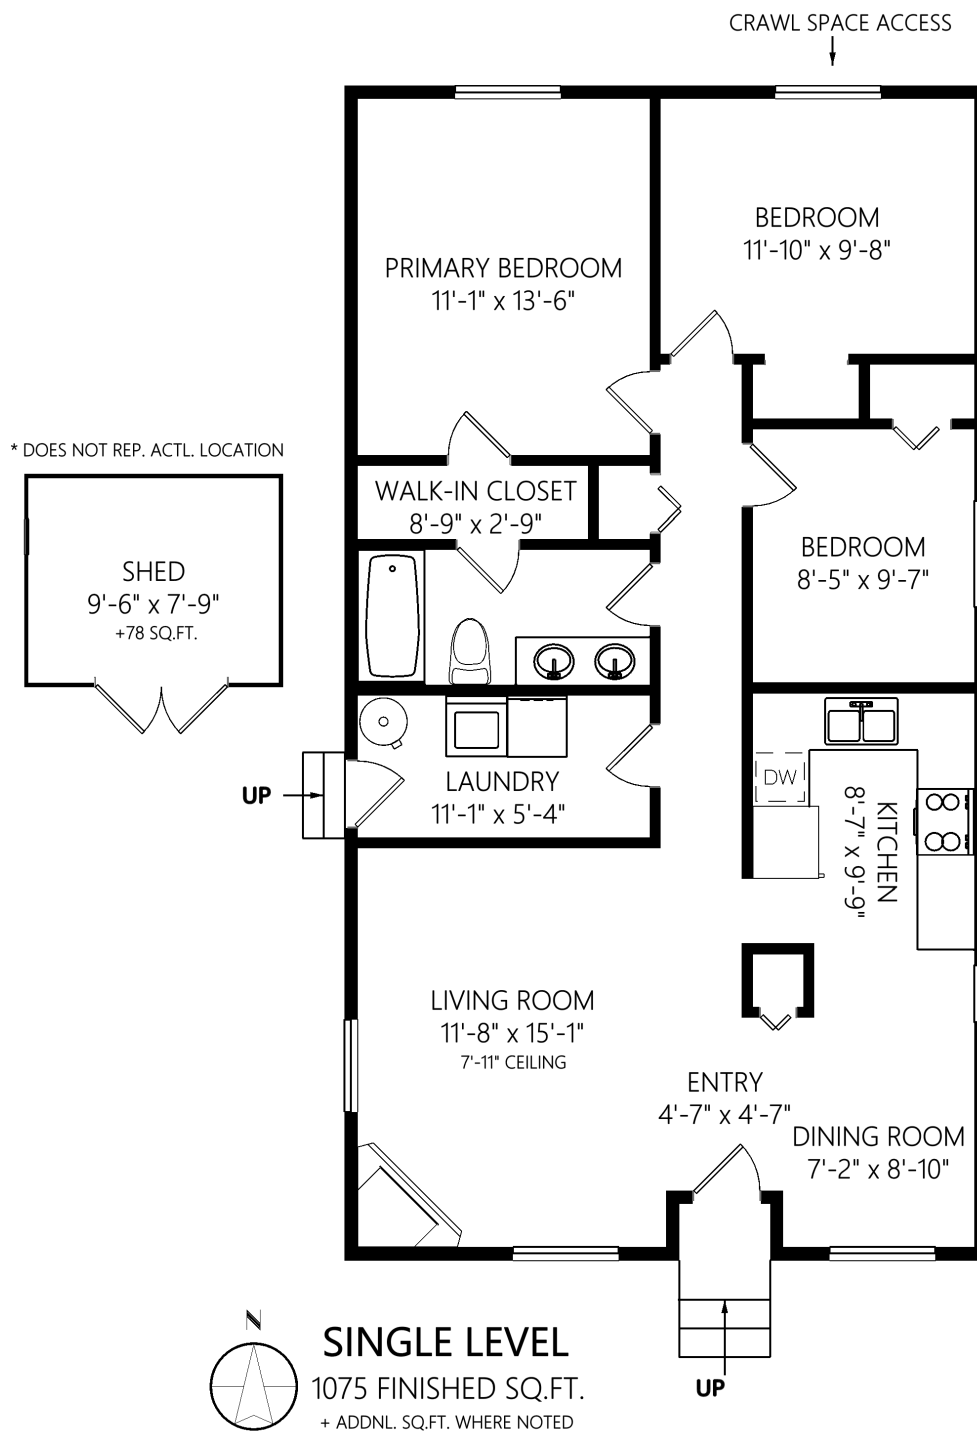 CRAWL SPACE ACCESS
BEDROOM
11'-10" x 9'-8"
PRIMARY BEDROOM
11'-1" x 13'-6"
* DOES NOT REP. ACTL. LOCATION
WALK-IN CLOSET
8'-9" x 2'-9"
BEDROOM
8'-5" x 9'-7"
SHED
9'-6" x 7'-9"
+78 SQ.FT.
DW
LAUNDRY
11'-1" x 5'-4"
UP
KITCHEN
8'-7" x 9'-9"
LIVING ROOM
11'-8" x 15'-1"
7'-11" CEILING
ENTRY
4'-7" x 4'-7"
DINING ROOM
7'-2" x 8'-10"
N
SINGLE LEVEL
1075 FINISHED SQ.FT.
+ ADDNL. SQ.FT. WHERE NOTED
UP